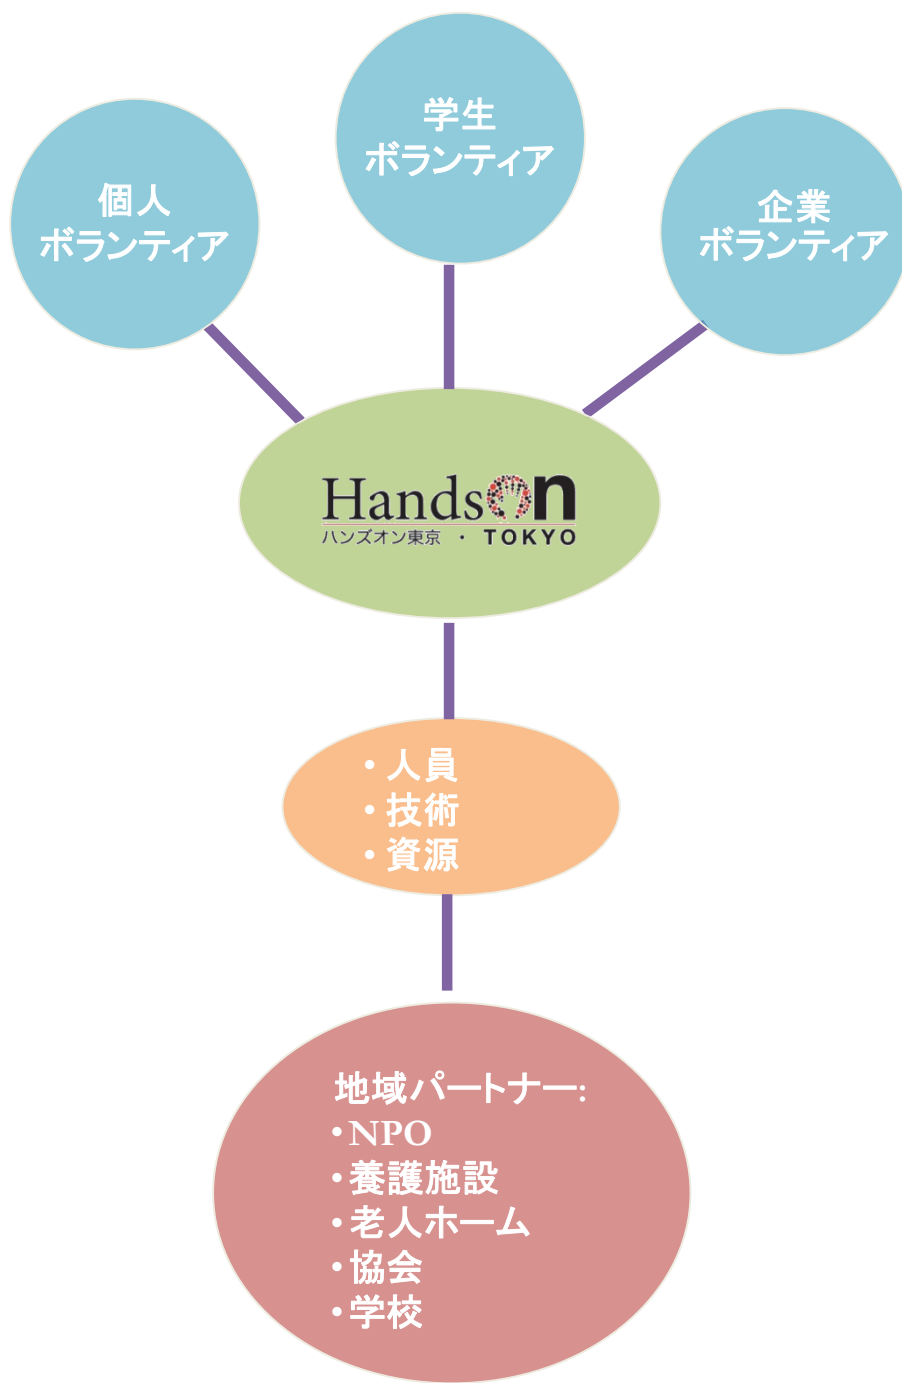 学生
ボランティア
個人
ボランティア
企業
ボランティア
HandsOn
ハンズオン東京 ・ TOKYO
・人員
・技術
・資源
地域パートナー:
・NPO
・養護施設
・老人ホーム
・協会
・学校